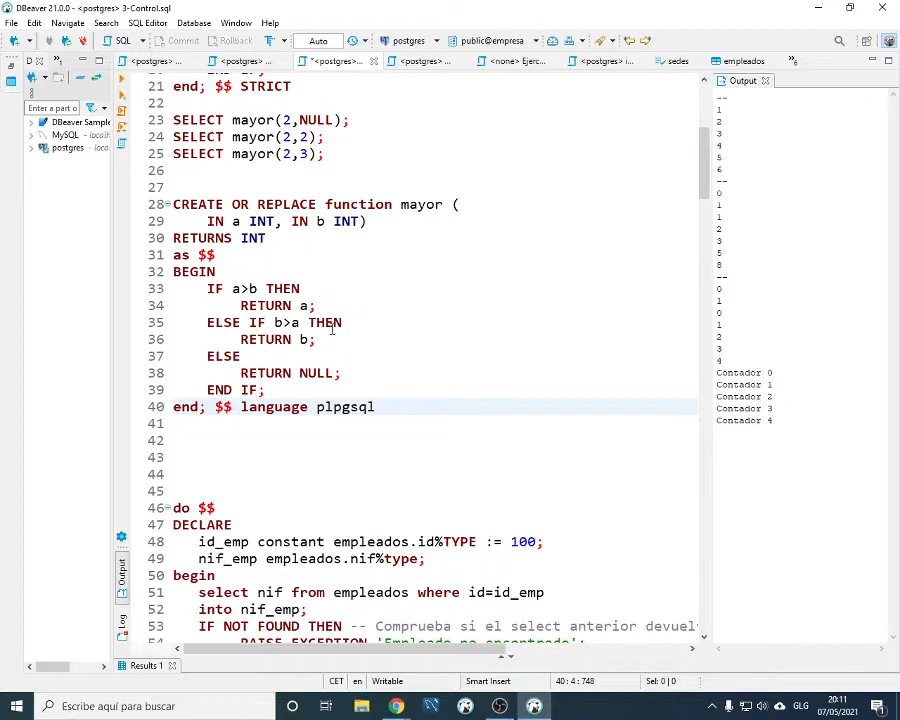 DBeaver 21.0.0 - <postgres> 3-Control.sql
File Edit Navigate Search SQL Editor Database Window Help
SQL Commit Rollback Auto postgres public@empresa
D <postgres> ... <postgres> ... *<postgres>... <postgres> ... <none> Ejerc... <postgres> i... sedes empleados Output
Enter a part o
DBeaver Sample
MySQL - localh
postgres - loca
21 end; $$ STRICT
22
23 SELECT mayor(2,NULL);
24 SELECT mayor(2,2);
25 SELECT mayor(2,3);
26
27
28 CREATE OR REPLACE function mayor (
29 IN a INT, IN b INT)
30 RETURNS INT
31 as $$
32 BEGIN
33 IF a>b THEN
34 RETURN a;
35 ELSE IF b>a THEN
36 RETURN b;
37 ELSE
38 RETURN NULL;
39 END IF;
40 end; $$ language plpgsql
41
42
43
44
45
46 do $$
47 DECLARE
48 id_emp constant empleados.id%TYPE := 100;
49 nif_emp empleados.nif%type;
50 begin
51 select nif from empleados where id=id_emp
52 into nif_emp;
53 IF NOT FOUND THEN -- Comprueba si el select anterior devuel
54 RAISE EXCEPTION 'Empleado no encontrado';
--
1
2
3
4
5
6
--
0
1
1
2
3
5
8
--
0
1
0
1
2
3
4
Contador 0
Contador 1
Contador 2
Contador 3
Contador 4
Output
Log
Results 1
CET en Writable Smart Insert 40 : 4 : 748 Sel: 0 | 0
Escribe aquí para buscar
GLG
20:11
07/05/2021
1